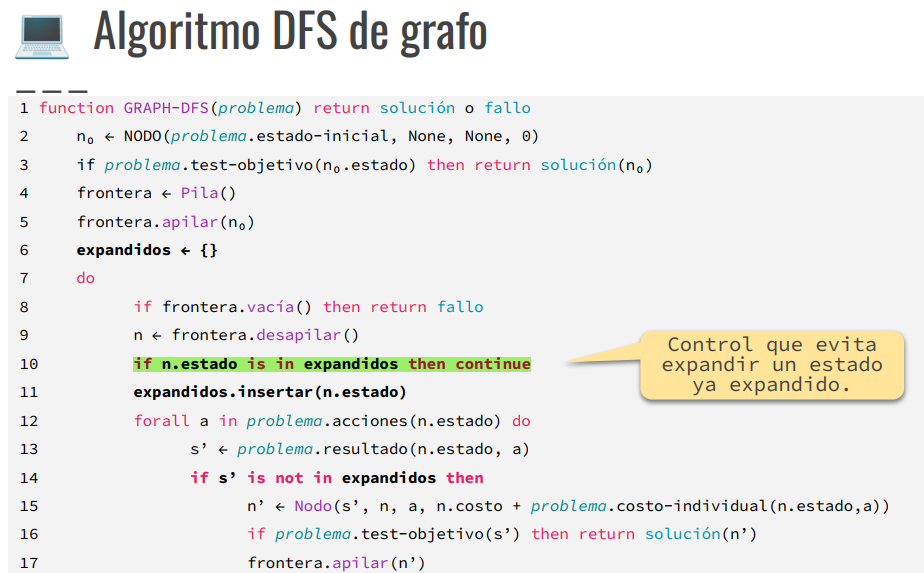 Algoritmo DFS de grafo
1 function GRAPH-DFS(problema) return solución o fallo
2 n₀ ← NODO(problema.estado-inicial, None, None, 0)
3 if problema.test-objetivo(n₀.estado) then return solución(n₀)
4 frontera ← Pila()
5 frontera.apilar(n₀)
6 expandidos ← {}
7 do
8 if frontera.vacía() then return fallo
9 n ← frontera.desapilar()
10 if n.estado is in expandidos then continue
Control que evita
expandir un estado
ya expandido.
11 expandidos.insertar(n.estado)
12 forall a in problema.acciones(n.estado) do
13 s’ ← problema.resultado(n.estado, a)
14 if s’ is not in expandidos then
15 n’ ← Nodo(s’, n, a, n.costo + problema.costo-individual(n.estado,a))
16 if problema.test-objetivo(s’) then return solución(n’)
17 frontera.apilar(n’)